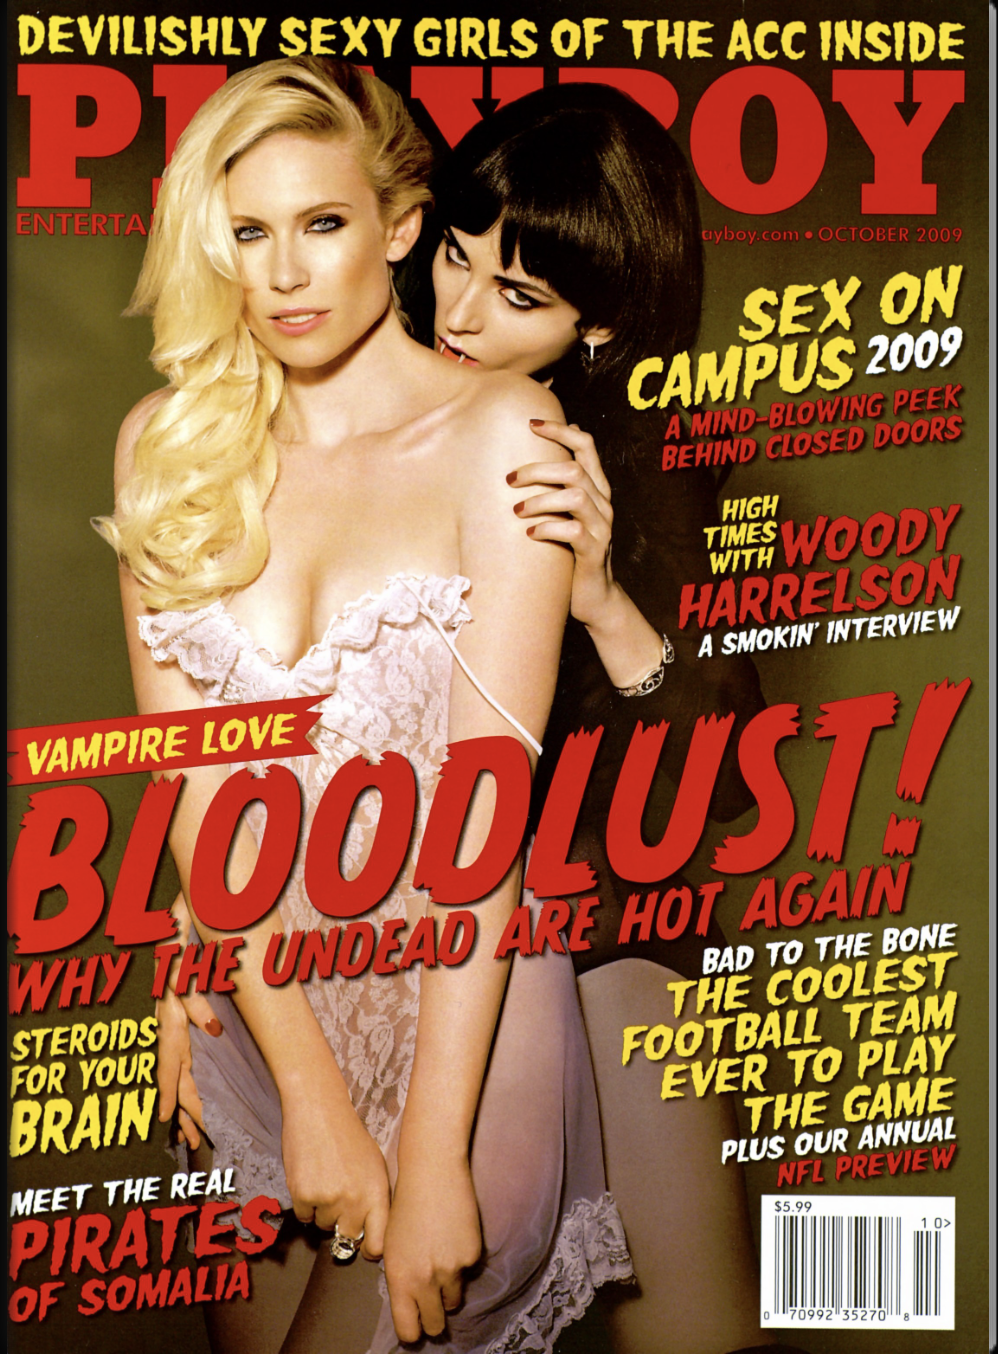 DEVILISHLY SEXY GIRLS OF THE ACC INSIDE
PLAYBOY
ENTERTA
ayboy.com • OCTOBER 2009
SEX ON
CAMPUS 2009
A MIND-BLOWING PEEK
BEHIND CLOSED DOORS
HIGH
TIMES
WITH WOODY
HARRELSON
A SMOKIN' INTERVIEW
VAMPIRE LOVE
BLOODLUST!
WHY THE UNDEAD ARE HOT AGAIN
STEROIDS
FOR YOUR
BRAIN
MEET THE REAL
PIRATES
OF SOMALIA
BAD TO THE BONE
THE COOLEST
FOOTBALL TEAM
EVER TO PLAY
THE GAME
PLUS OUR ANNUAL
NFL PREVIEW
$5.99
1 0>
0 70992 35270 8